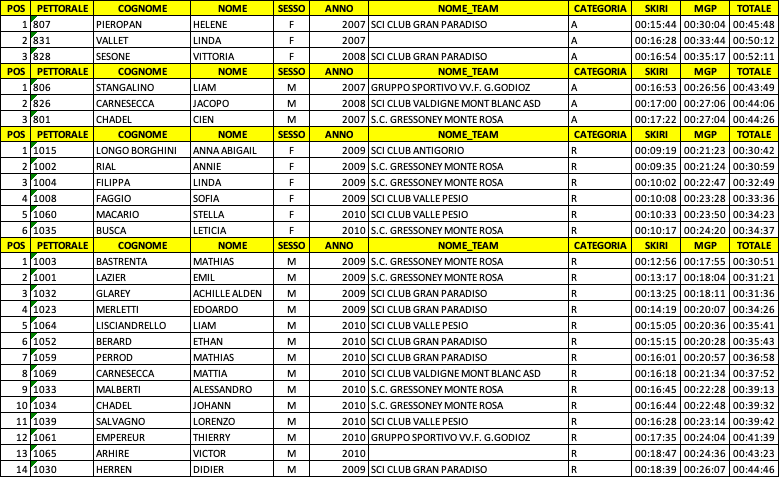 POS PETTORALE COGNOME NOME SESSO ANNO NOME_TEAM CATEGORIA SKIRI MGP TOTALE
1 807 PIEROPAN HELENE F 2007 SCI CLUB GRAN PARADISO A 00:15:44 00:30:04 00:45:48
2 831 VALLET LINDA F 2007 A 00:16:28 00:33:44 00:50:12
3 828 SESONE VITTORIA F 2008 SCI CLUB GRAN PARADISO A 00:16:54 00:35:17 00:52:11
POS PETTORALE COGNOME NOME SESSO ANNO NOME_TEAM CATEGORIA SKIRI MGP TOTALE
1 806 STANGALINO LIAM M 2007 GRUPPO SPORTIVO VV.F. G.GODIOZ A 00:16:53 00:26:56 00:43:49
2 826 CARNESECCA JACOPO M 2008 SCI CLUB VALDIGNE MONT BLANC ASD A 00:17:00 00:27:06 00:44:06
3 801 CHADEL CIEN M 2007 S.C. GRESSONEY MONTE ROSA A 00:17:22 00:27:04 00:44:26
POS PETTORALE COGNOME NOME SESSO ANNO NOME_TEAM CATEGORIA SKIRI MGP TOTALE
1 1015 LONGO BORGHINI ANNA ABIGAIL F 2009 SCI CLUB ANTIGORIO R 00:09:19 00:21:23 00:30:42
2 1002 RIAL ANNIE F 2009 S.C. GRESSONEY MONTE ROSA R 00:09:35 00:21:24 00:30:59
3 1004 FILIPPA LINDA F 2009 S.C. GRESSONEY MONTE ROSA R 00:10:02 00:22:47 00:32:49
4 1008 FAGGIO SOFIA F 2009 SCI CLUB VALLE PESIO R 00:10:08 00:23:28 00:33:36
5 1060 MACARIO STELLA F 2010 SCI CLUB VALLE PESIO R 00:10:33 00:23:50 00:34:23
6 1035 BUSCA LETICIA F 2010 S.C. GRESSONEY MONTE ROSA R 00:10:17 00:24:20 00:34:37
POS PETTORALE COGNOME NOME SESSO ANNO NOME_TEAM CATEGORIA SKIRI MGP TOTALE
1 1003 BASTRENTA MATHIAS M 2009 S.C. GRESSONEY MONTE ROSA R 00:12:56 00:17:55 00:30:51
2 1001 LAZIER EMIL M 2009 S.C. GRESSONEY MONTE ROSA R 00:13:17 00:18:04 00:31:21
3 1032 GLAREY ACHILLE ALDEN M 2009 SCI CLUB GRAN PARADISO R 00:13:25 00:18:11 00:31:36
4 1023 MERLETTI EDOARDO M 2009 SCI CLUB GRAN PARADISO R 00:14:19 00:20:07 00:34:26
5 1064 LISCIANDRELLO LIAM M 2010 SCI CLUB VALLE PESIO R 00:15:05 00:20:36 00:35:41
6 1052 BERARD ETHAN M 2010 SCI CLUB GRAN PARADISO R 00:15:15 00:20:28 00:35:43
7 1059 PERROD MATHIAS M 2010 SCI CLUB GRAN PARADISO R 00:16:01 00:20:57 00:36:58
8 1069 CARNESECCA MATTIA M 2010 SCI CLUB VALDIGNE MONT BLANC ASD R 00:16:18 00:21:34 00:37:52
9 1033 MALBERTI ALESSANDRO M 2010 S.C. GRESSONEY MONTE ROSA R 00:16:45 00:22:28 00:39:13
10 1034 CHADEL JOHANN M 2010 S.C. GRESSONEY MONTE ROSA R 00:16:44 00:22:48 00:39:32
11 1039 SALVAGNO LORENZO M 2010 SCI CLUB VALLE PESIO R 00:16:28 00:23:14 00:39:42
12 1061 EMPEREUR THIERRY M 2010 GRUPPO SPORTIVO VV.F. G.GODIOZ R 00:17:35 00:24:04 00:41:39
13 1065 ARHIRE VICTOR M 2010 R 00:18:47 00:24:36 00:43:23
14 1030 HERREN DIDIER M 2009 SCI CLUB GRAN PARADISO R 00:18:39 00:26:07 00:44:46